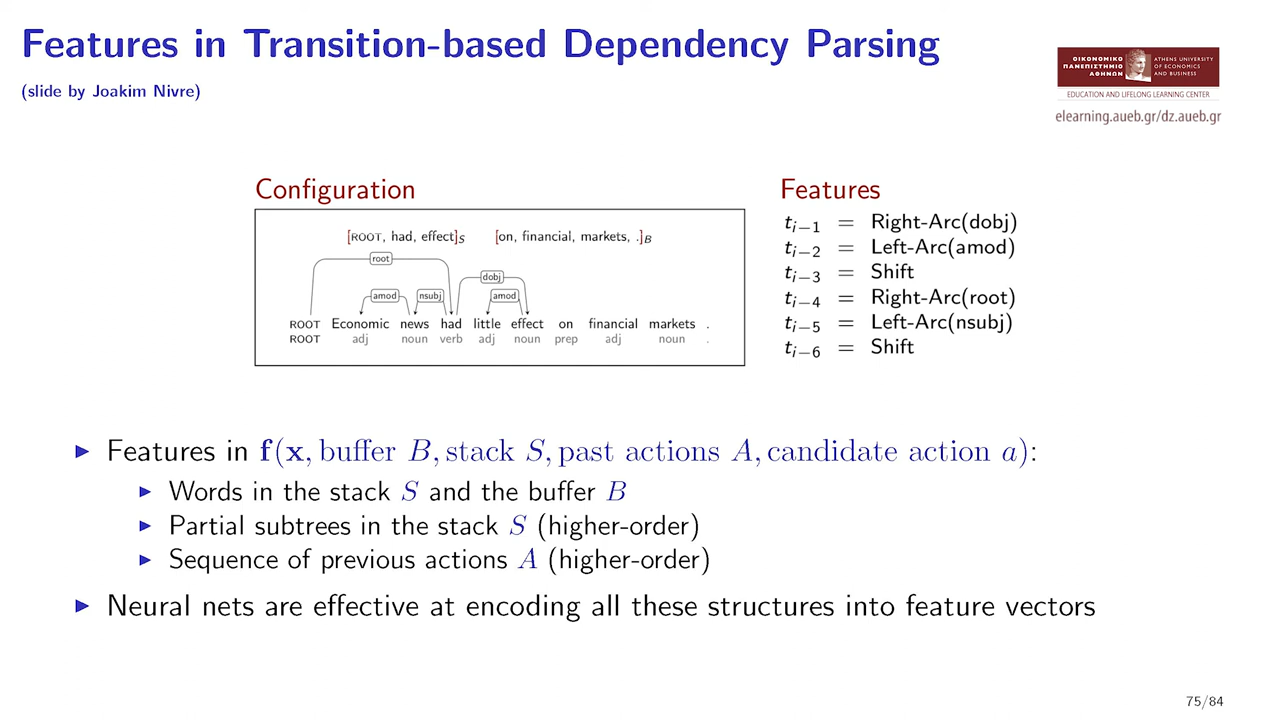 Features in Transition-based Dependency Parsing
(slide by Joakim Nivre)
ΟΙΚΟΝΟΜΙΚΟ
ΠΑΝΕΠΙΣΤΗΜΙΟ
ΑΘΗΝΩΝ
ATHENS UNIVERSITY
OF ECONOMICS
AND BUSINESS
EDUCATION AND LIFELONG LEARNING CENTER
elearning.aueb.gr/dz.aueb.gr
Configuration
[ROOT, had, effect]S [on, financial, markets, .]B
root
dobj
amod nsubj amod
ROOT Economic news had little effect on financial markets .
ROOT adj noun verb adj noun prep adj noun .
Features
ti−1 = Right-Arc(dobj)
ti−2 = Left-Arc(amod)
ti−3 = Shift
ti−4 = Right-Arc(root)
ti−5 = Left-Arc(nsubj)
ti−6 = Shift
▶ Features in f(x, buffer B, stack S, past actions A, candidate action a):
▶ Words in the stack S and the buffer B
▶ Partial subtrees in the stack S (higher-order)
▶ Sequence of previous actions A (higher-order)
▶ Neural nets are effective at encoding all these structures into feature vectors
75/84